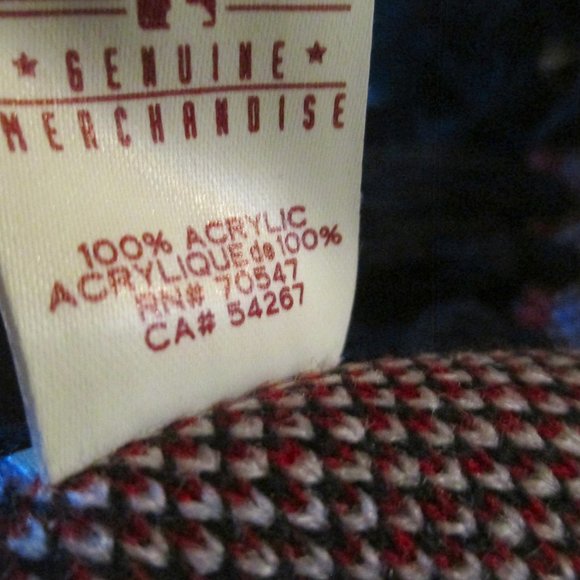 ★ GENUINE ★
MERCHANDISE
100% ACRYLIC
ACRYLIQUE de 100%
RN# 70547
CA# 54267